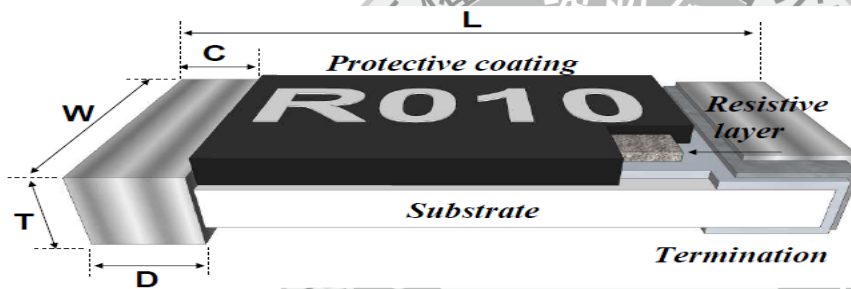 L
C
Protective coating
W
R010
Resistive
layer
T
Substrate
Termination
D